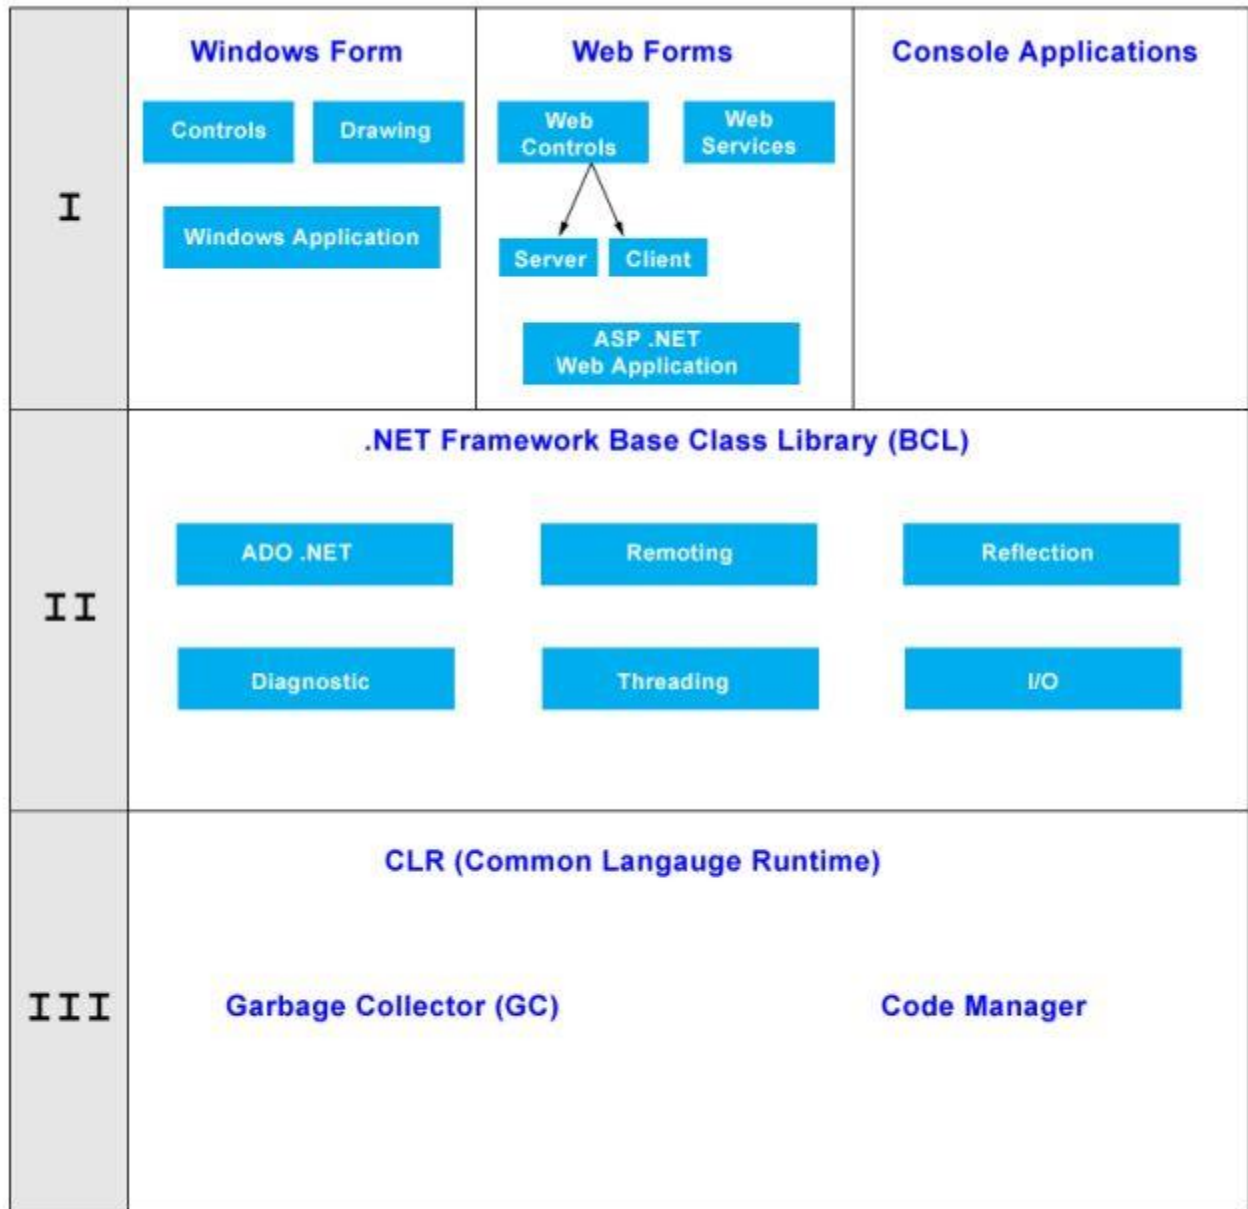 I
Windows Form
Controls
Drawing
Windows Application
Web Forms
Web
Controls
Web
Services
Server
Client
ASP .NET
Web Application
Console Applications
II
.NET Framework Base Class Library (BCL)
ADO .NET
Remoting
Reflection
Diagnostic
Threading
I/O
III
CLR (Common Langauge Runtime)
Garbage Collector (GC)
Code Manager